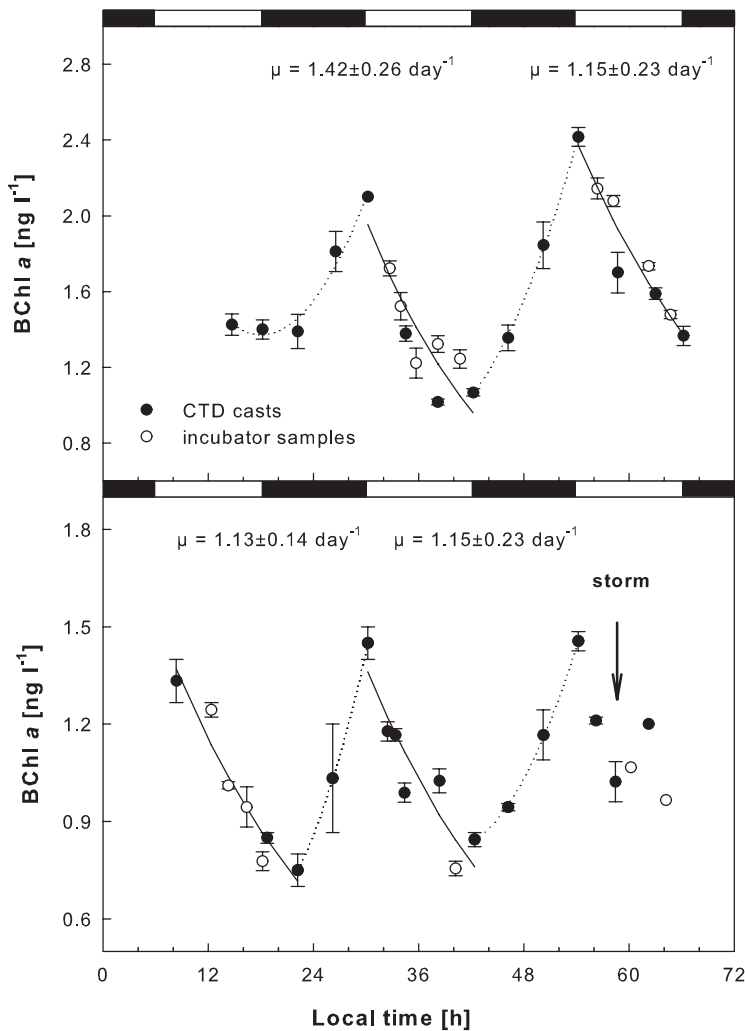 μ = 1.42±0.26 day-1
μ = 1.15±0.23 day-1
2.8
2.4
2.0
1.6
1.2
0.8
BChl a [ng l-1]
CTD casts
incubator samples
μ = 1.13±0.14 day-1
μ = 1.15±0.23 day-1
storm
1.8
1.5
1.2
0.9
0.6
BChl a [ng l-1]
0 12 24 36 48 60 72
Local time [h]